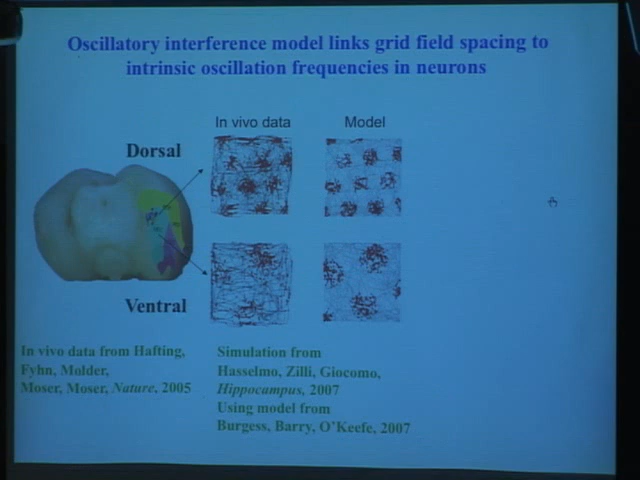 Oscillatory interference model links grid field spacing to
intrinsic oscillation frequencies in neurons
In vivo data
Model
Dorsal
Ventral
In vivo data from Hafting,
Fyhn, Molder,
Moser, Moser, Nature, 2005
Simulation from
Hasselmo, Zilli, Giocomo,
Hippocampus, 2007
Using model from
Burgess, Barry, O'Keefe, 2007